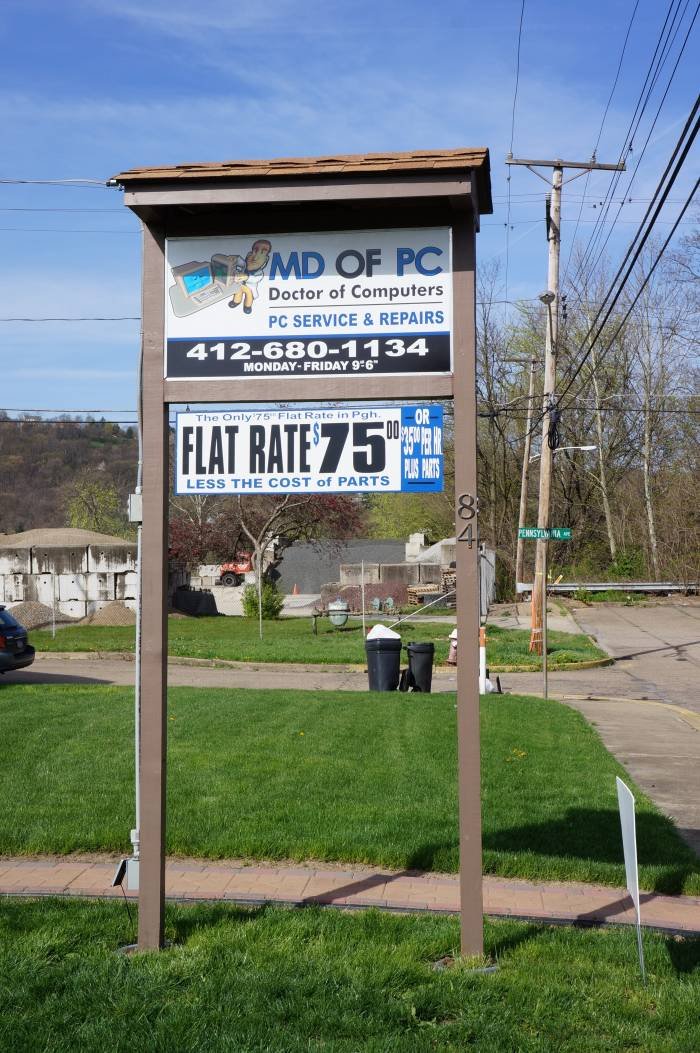 MD OF PC
Doctor of Computers
PC SERVICE & REPAIRS
412-680-1134
MONDAY-FRIDAY 9-6
The Only 75 Flat Rate in Pgh.
FLAT RATE $75 00
LESS THE COST of PARTS
OR
$35 00 PER HR
PLUS PARTS
84
PENNSYLVANIA AVE